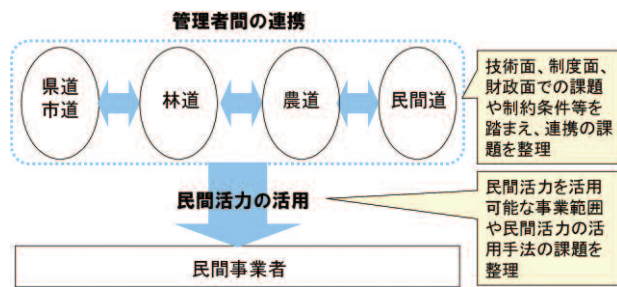 管理者間の連携
県道
市道
林道
農道
民間道
技術面、制度面、
財政面での課題
や制約条件等を
踏まえ、連携の課
題を整理
民間活力の活用
民間活力を活用
可能な事業範囲
や民間活力の活
用手法の課題を
整理
民間事業者